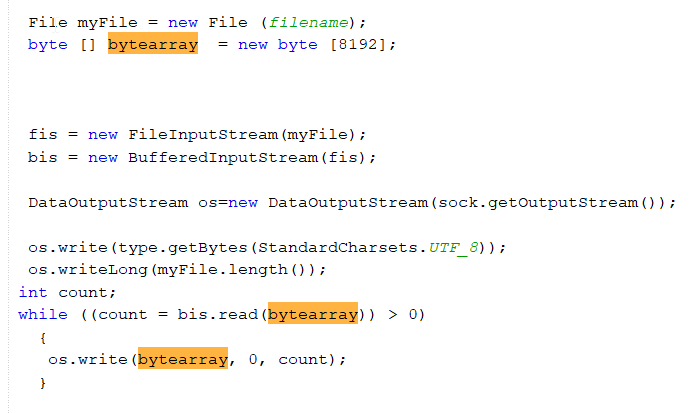 File myFile = new File (filename);
byte [] bytearray  = new byte [8192];
fis = new FileInputStream(myFile);
bis = new BufferedInputStream(fis);
DataOutputStream os=new DataOutputStream(sock.getOutputStream());
os.write(type.getBytes(StandardCharsets.UTF_8));
os.writeLong(myFile.length());
int count;
while ((count = bis.read(bytearray)) > 0)
{
os.write(bytearray, 0, count);
}